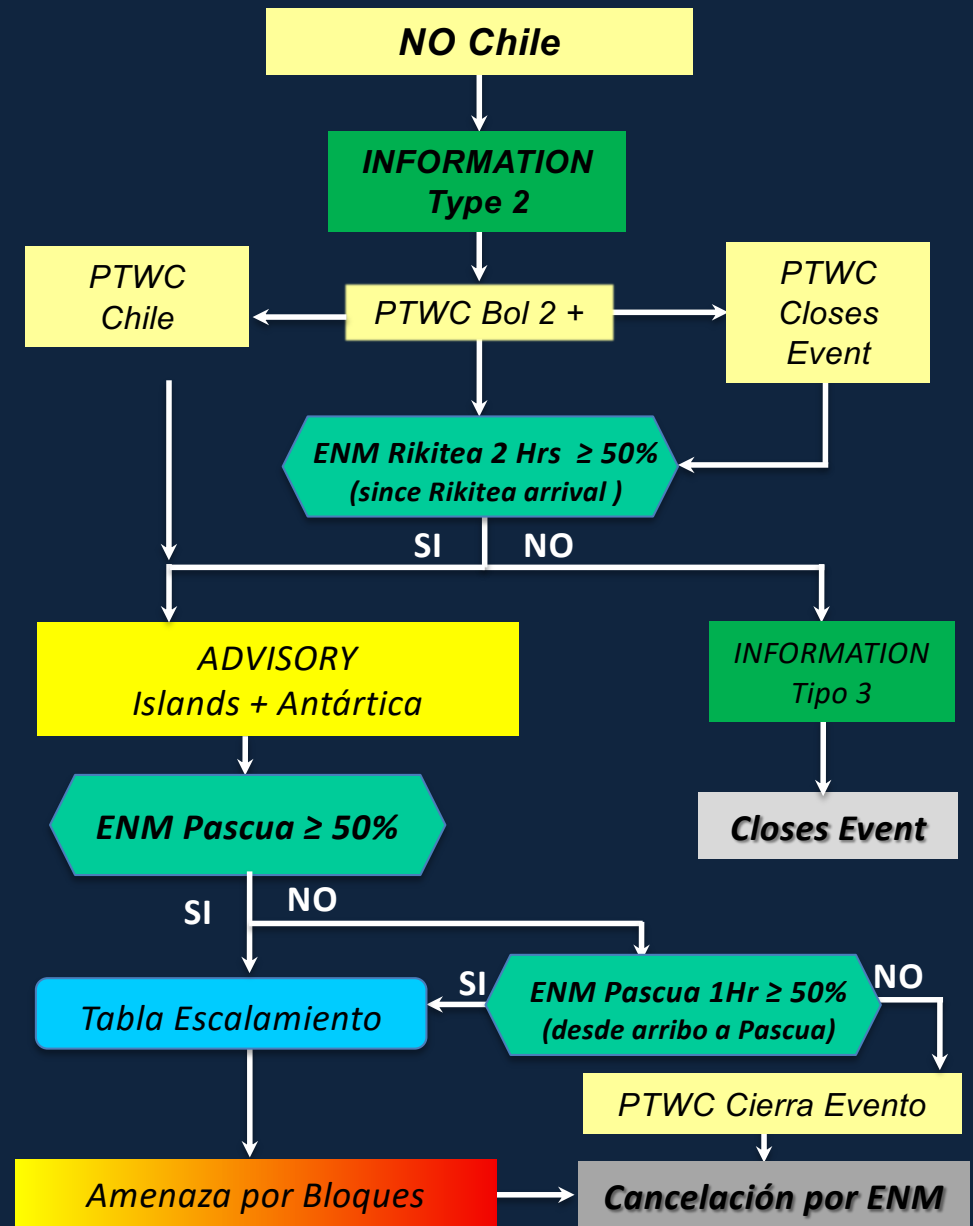 NO Chile
INFORMATION
Type 2
PTWC
Chile
PTWC Bol 2 +
PTWC
Closes
Event
ENM Rikitea 2 Hrs ≥ 50%
(since Rikitea arrival )
SI
NO
ADVISORY
Islands + Antártica
INFORMATION
Tipo 3
ENM Pascua ≥ 50%
Closes Event
SI
NO
Tabla Escalamiento
SI
ENM Pascua 1Hr ≥ 50%
(desde arribo a Pascua)
NO
PTWC Cierra Evento
Amenaza por Bloques
Cancelación por ENM